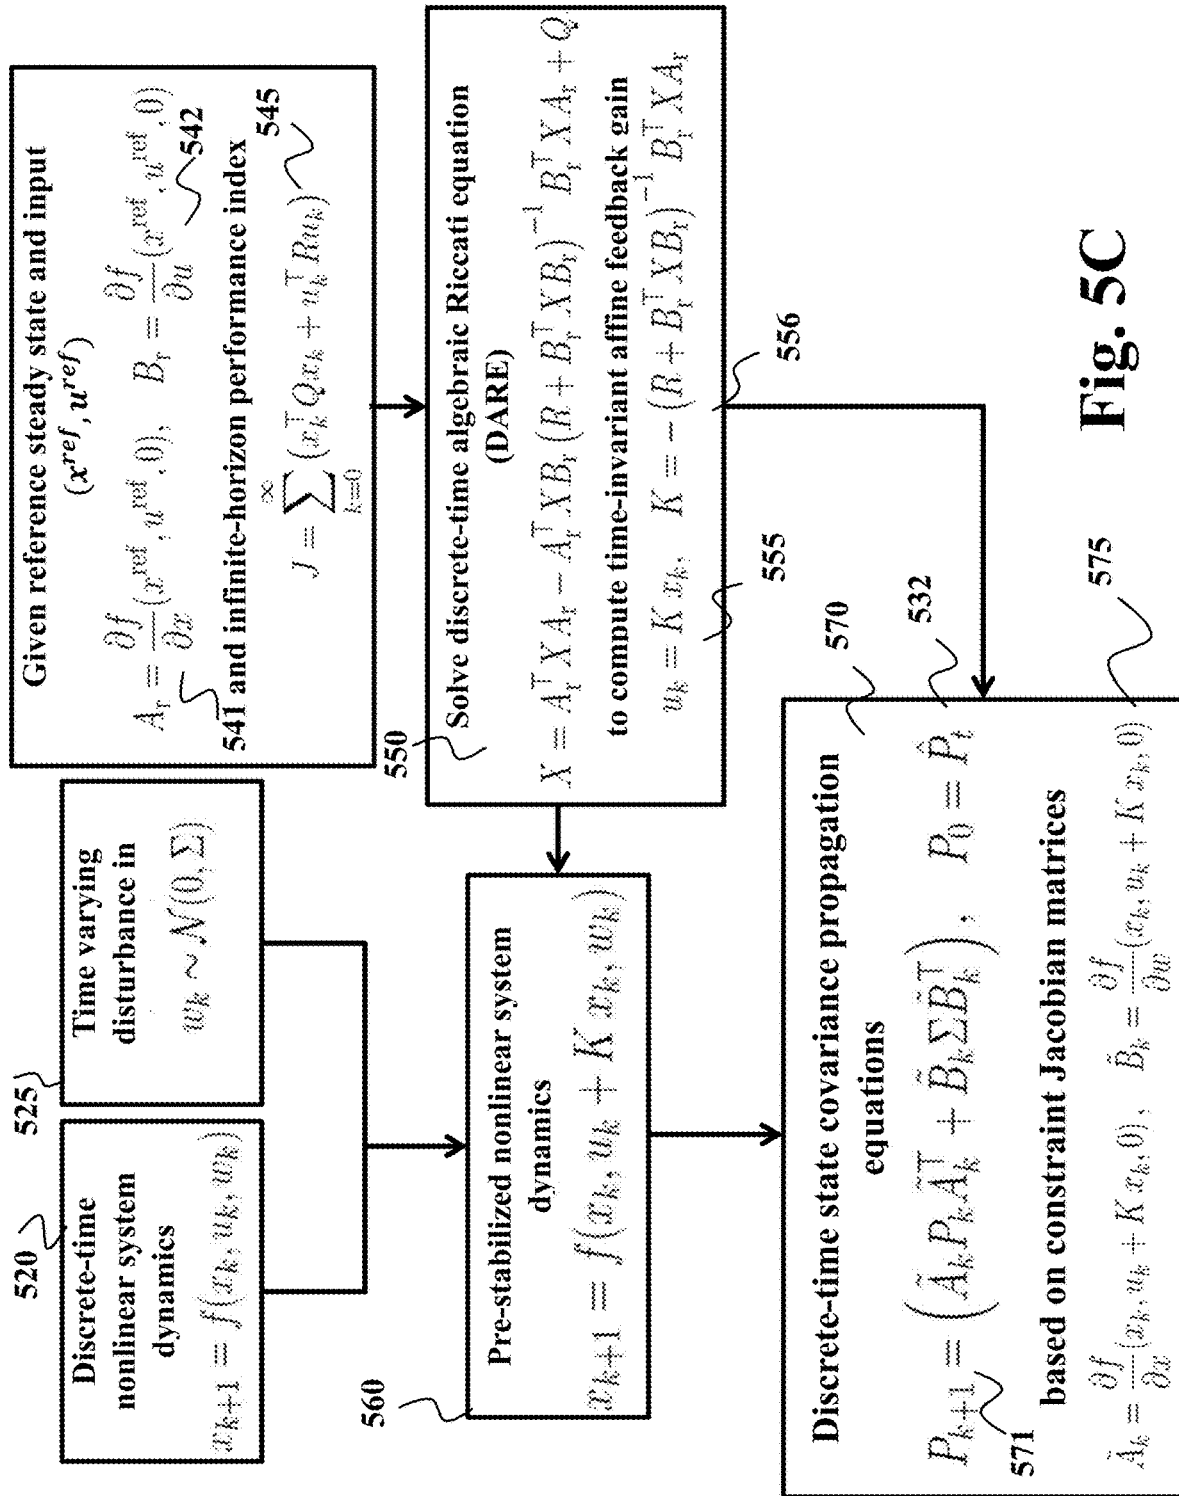 520
Discrete-time
nonlinear system
dynamics
x_{k+1} = f(x_k, u_k, w_k)
525
Time varying
disturbance in
w_k ∼ 𝒩(0, Σ)
Given reference steady state and input
(x^{ref}, u^{ref})
A_r = ∂f/∂x (x^{ref}, u^{ref}, 0), B_r = ∂f/∂u (x^{ref}, u^{ref}, 0)
541 and infinite-horizon performance index
542
J = ∑_{k=0}^{∞} (x_k^⊤ Q x_k + u_k^⊤ R u_k)
545
560
Pre-stabilized nonlinear system
dynamics
x_{k+1} = f(x_k, u_k + K x_k, w_k)
550
Solve discrete-time algebraic Riccati equation
(DARE)
X = A_r^⊤ X A_r − A_r^⊤ X B_r (R + B_r^⊤ X B_r)^{−1} B_r^⊤ X A_r + Q
to compute time-invariant affine feedback gain
u_k = K x_k, K = −(R + B_r^⊤ X B_r)^{−1} B_r^⊤ X A_r
555
556
Discrete-time state covariance propagation
equations
570
P_{k+1} = (Ã_k P_k Ã_k^⊤ + B̃_k Σ B̃_k^⊤), P_0 = P̂_t
571
532
based on constraint Jacobian matrices
Ã_k = ∂f/∂x (x_k, u_k + K x_k, 0), B̃_k = ∂f/∂w (x_k, u_k + K x_k, 0)
575
Fig. 5C